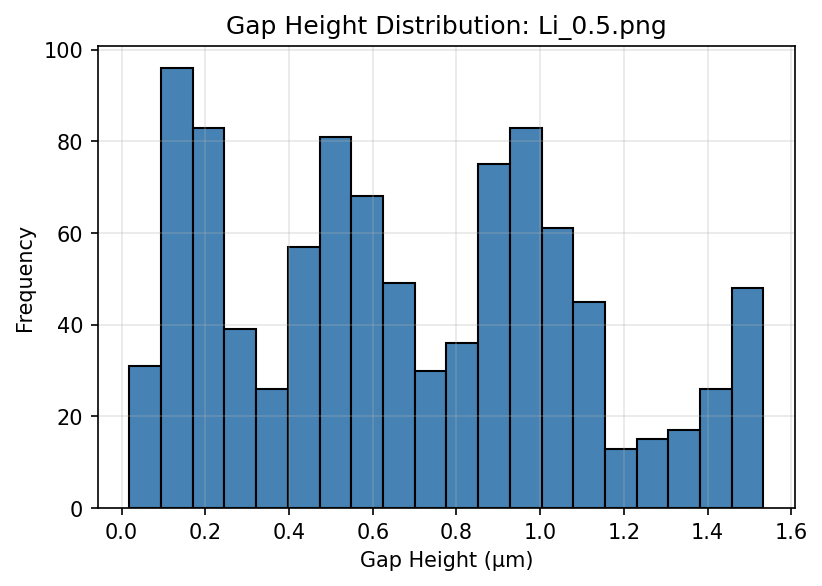 Gap Height Distribution: Li_0.5.png
100
80
60
40
20
0
Frequency
0.0 0.2 0.4 0.6 0.8 1.0 1.2 1.4 1.6
Gap Height (μm)